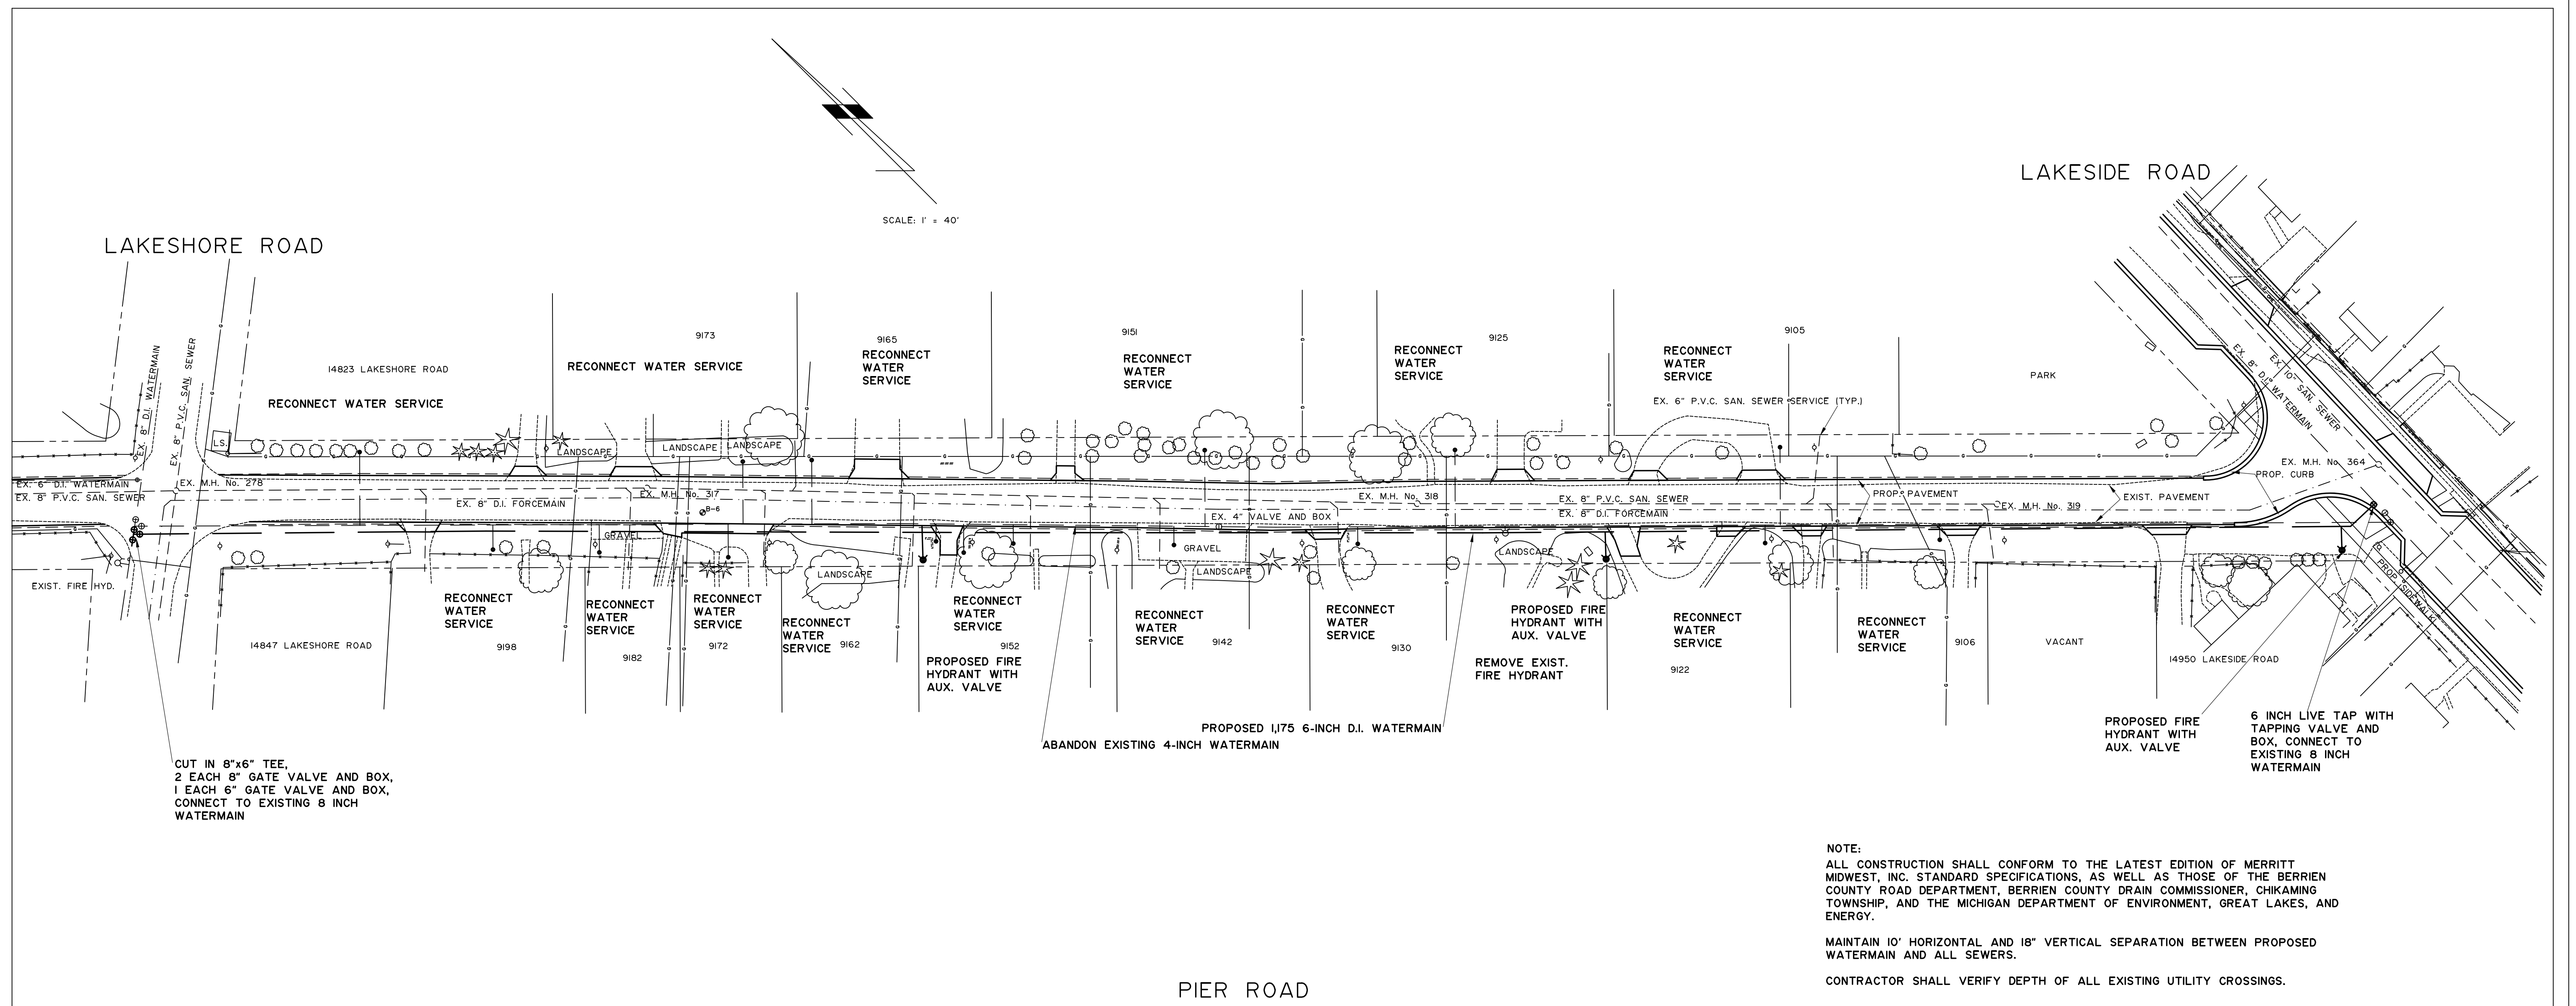 LAKESIDE ROAD
SCALE: 1' = 40'
LAKESHORE ROAD
9173
9165
9151
9125
9105
14823 LAKESHORE ROAD
RECONNECT WATER SERVICE
RECONNECT WATER SERVICE
RECONNECT
WATER
SERVICE
RECONNECT
WATER
SERVICE
RECONNECT
WATER
SERVICE
RECONNECT
WATER
SERVICE
PARK
EX. 8" D.I. WATERMAIN
EX. 8" P.V.C. SAN. SEWER
EX. 6" P.V.C. SAN. SEWER SERVICE (TYP.)
EX. 8" D.I. WATERMAIN
EX. 10" SAN. SEWER
LS.
LANDSCAPE
LANDSCAPE
LANDSCAPE
EX. 6" D.I. WATERMAIN
EX. 8" P.V.C. SAN. SEWER
EX. M.H. No. 278
EX. 8" D.I. FORCEMAIN
EX. M.H. No. 317
B-6
EX. 4" VALVE AND BOX
EX. M.H. No. 318
EX. 8" P.V.C. SAN. SEWER
EX. 8" D.I. FORCEMAIN
PROP. PAVEMENT
EX. M.H. No. 319
EXIST. PAVEMENT
PROP. CURB
EX. M.H. No. 364
GRAVEL
LANDSCAPE
GRAVEL
LANDSCAPE
LANDSCAPE
PROP. SIDEWALK
EXIST. FIRE HYD.
14847 LAKESHORE ROAD
RECONNECT
WATER
SERVICE
9198
RECONNECT
WATER
SERVICE
9182
RECONNECT
WATER
SERVICE
9172
RECONNECT
WATER
SERVICE
9162
RECONNECT
WATER
SERVICE
9152
PROPOSED FIRE
HYDRANT WITH
AUX. VALVE
RECONNECT
WATER
SERVICE
9142
RECONNECT
WATER
SERVICE
9130
PROPOSED FIRE
HYDRANT WITH
AUX. VALVE
REMOVE EXIST.
FIRE HYDRANT
RECONNECT
WATER
SERVICE
9122
RECONNECT
WATER
SERVICE
9106
VACANT
14950 LAKESIDE ROAD
PROPOSED 1,175 6-INCH D.I. WATERMAIN
ABANDON EXISTING 4-INCH WATERMAIN
PROPOSED FIRE
HYDRANT WITH
AUX. VALVE
6 INCH LIVE TAP WITH
TAPPING VALVE AND
BOX, CONNECT TO
EXISTING 8 INCH
WATERMAIN
CUT IN 8"x6" TEE,
2 EACH 8" GATE VALVE AND BOX,
1 EACH 6" GATE VALVE AND BOX,
CONNECT TO EXISTING 8 INCH
WATERMAIN
NOTE:
ALL CONSTRUCTION SHALL CONFORM TO THE LATEST EDITION OF MERRITT
MIDWEST, INC. STANDARD SPECIFICATIONS, AS WELL AS THOSE OF THE BERRIEN
COUNTY ROAD DEPARTMENT, BERRIEN COUNTY DRAIN COMMISSIONER, CHIKAMING
TOWNSHIP, AND THE MICHIGAN DEPARTMENT OF ENVIRONMENT, GREAT LAKES, AND
ENERGY.
MAINTAIN 10' HORIZONTAL AND 18" VERTICAL SEPARATION BETWEEN PROPOSED
WATERMAIN AND ALL SEWERS.
CONTRACTOR SHALL VERIFY DEPTH OF ALL EXISTING UTILITY CROSSINGS.
PIER ROAD